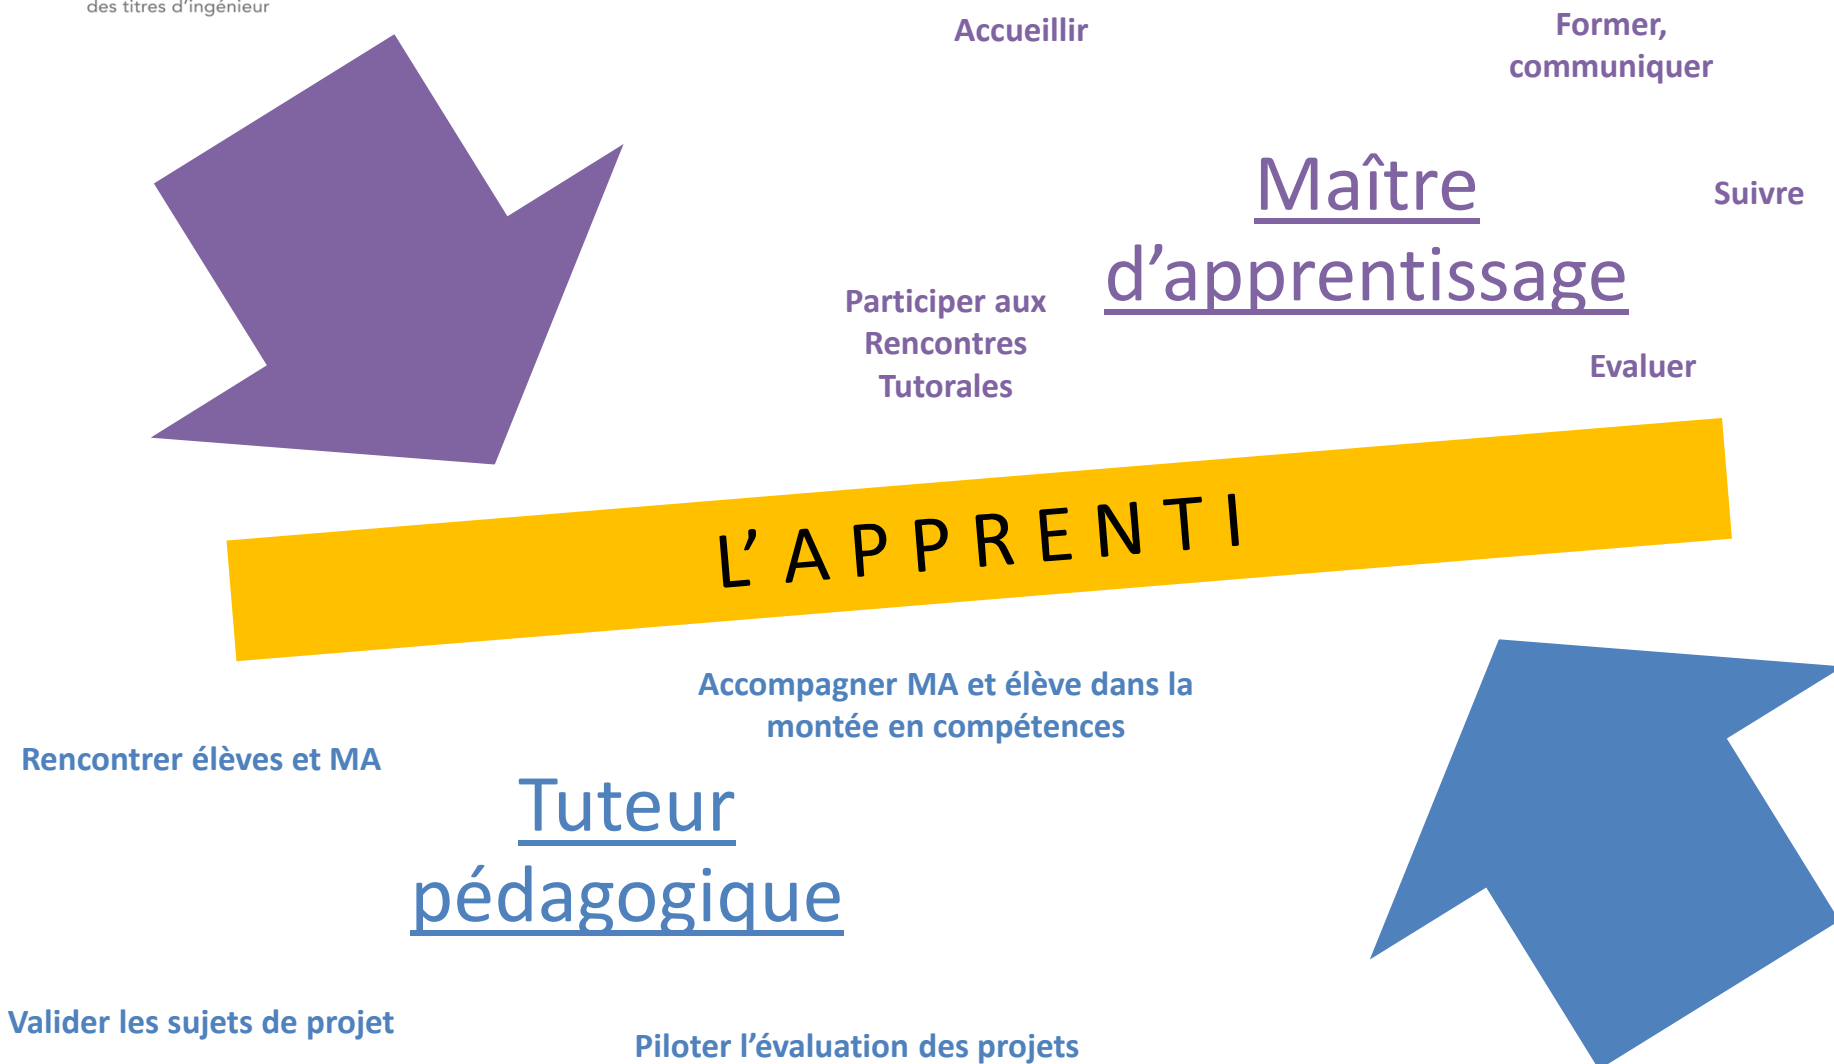 des titres d'ingénieur
Accueillir
Former,
communiquer
Maître
d’apprentissage
Suivre
Participer aux
Rencontres
Tutorales
Evaluer
L’ A P P R E N T I
Accompagner MA et élève dans la
montée en compétences
Rencontrer élèves et MA
Tuteur
pédagogique
Valider les sujets de projet
Piloter l’évaluation des projets